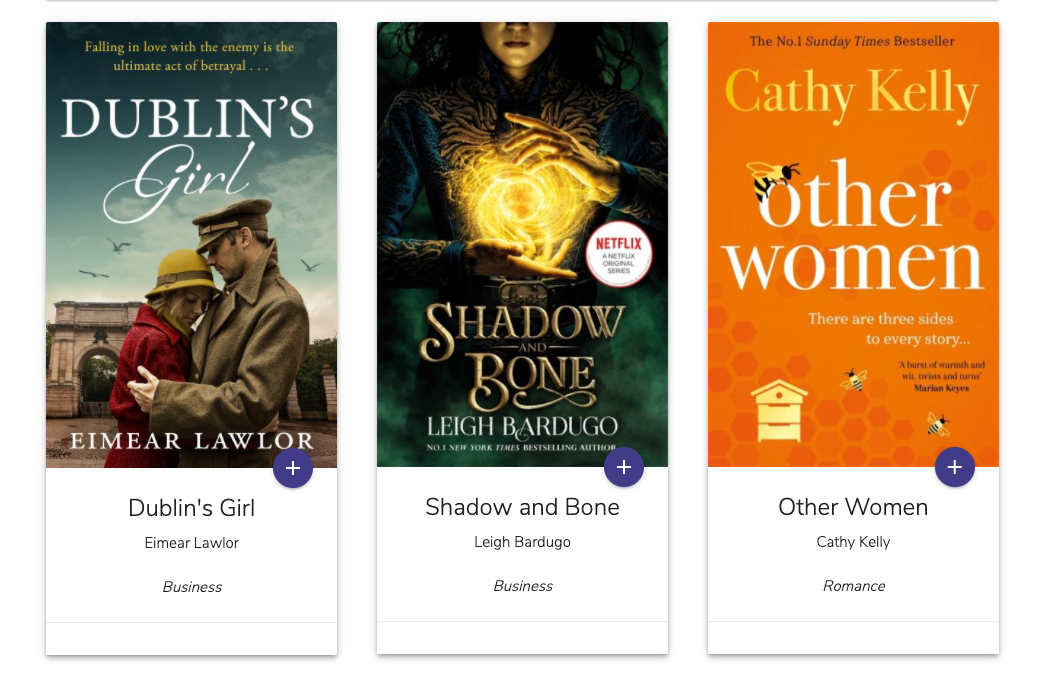 Falling in love with the enemy is the
ultimate act of betrayal . . .
DUBLIN'S
Girl
EIMEAR LAWLOR
+
Dublin's Girl
Eimear Lawlor
Business
NETFLIX
A NETFLIX
ORIGINAL
SERIES
SHADOW
AND
BONE
LEIGH BARDUGO
NO.1 NEW YORK TIMES BESTSELLING AUTHOR
+
Shadow and Bone
Leigh Bardugo
Business
The No.1 Sunday Times Bestseller
Cathy Kelly
other
women
There are three sides
to every story...
'A burst of warmth and
wit, twists and turns'
Marian Keyes
+
Other Women
Cathy Kelly
Romance